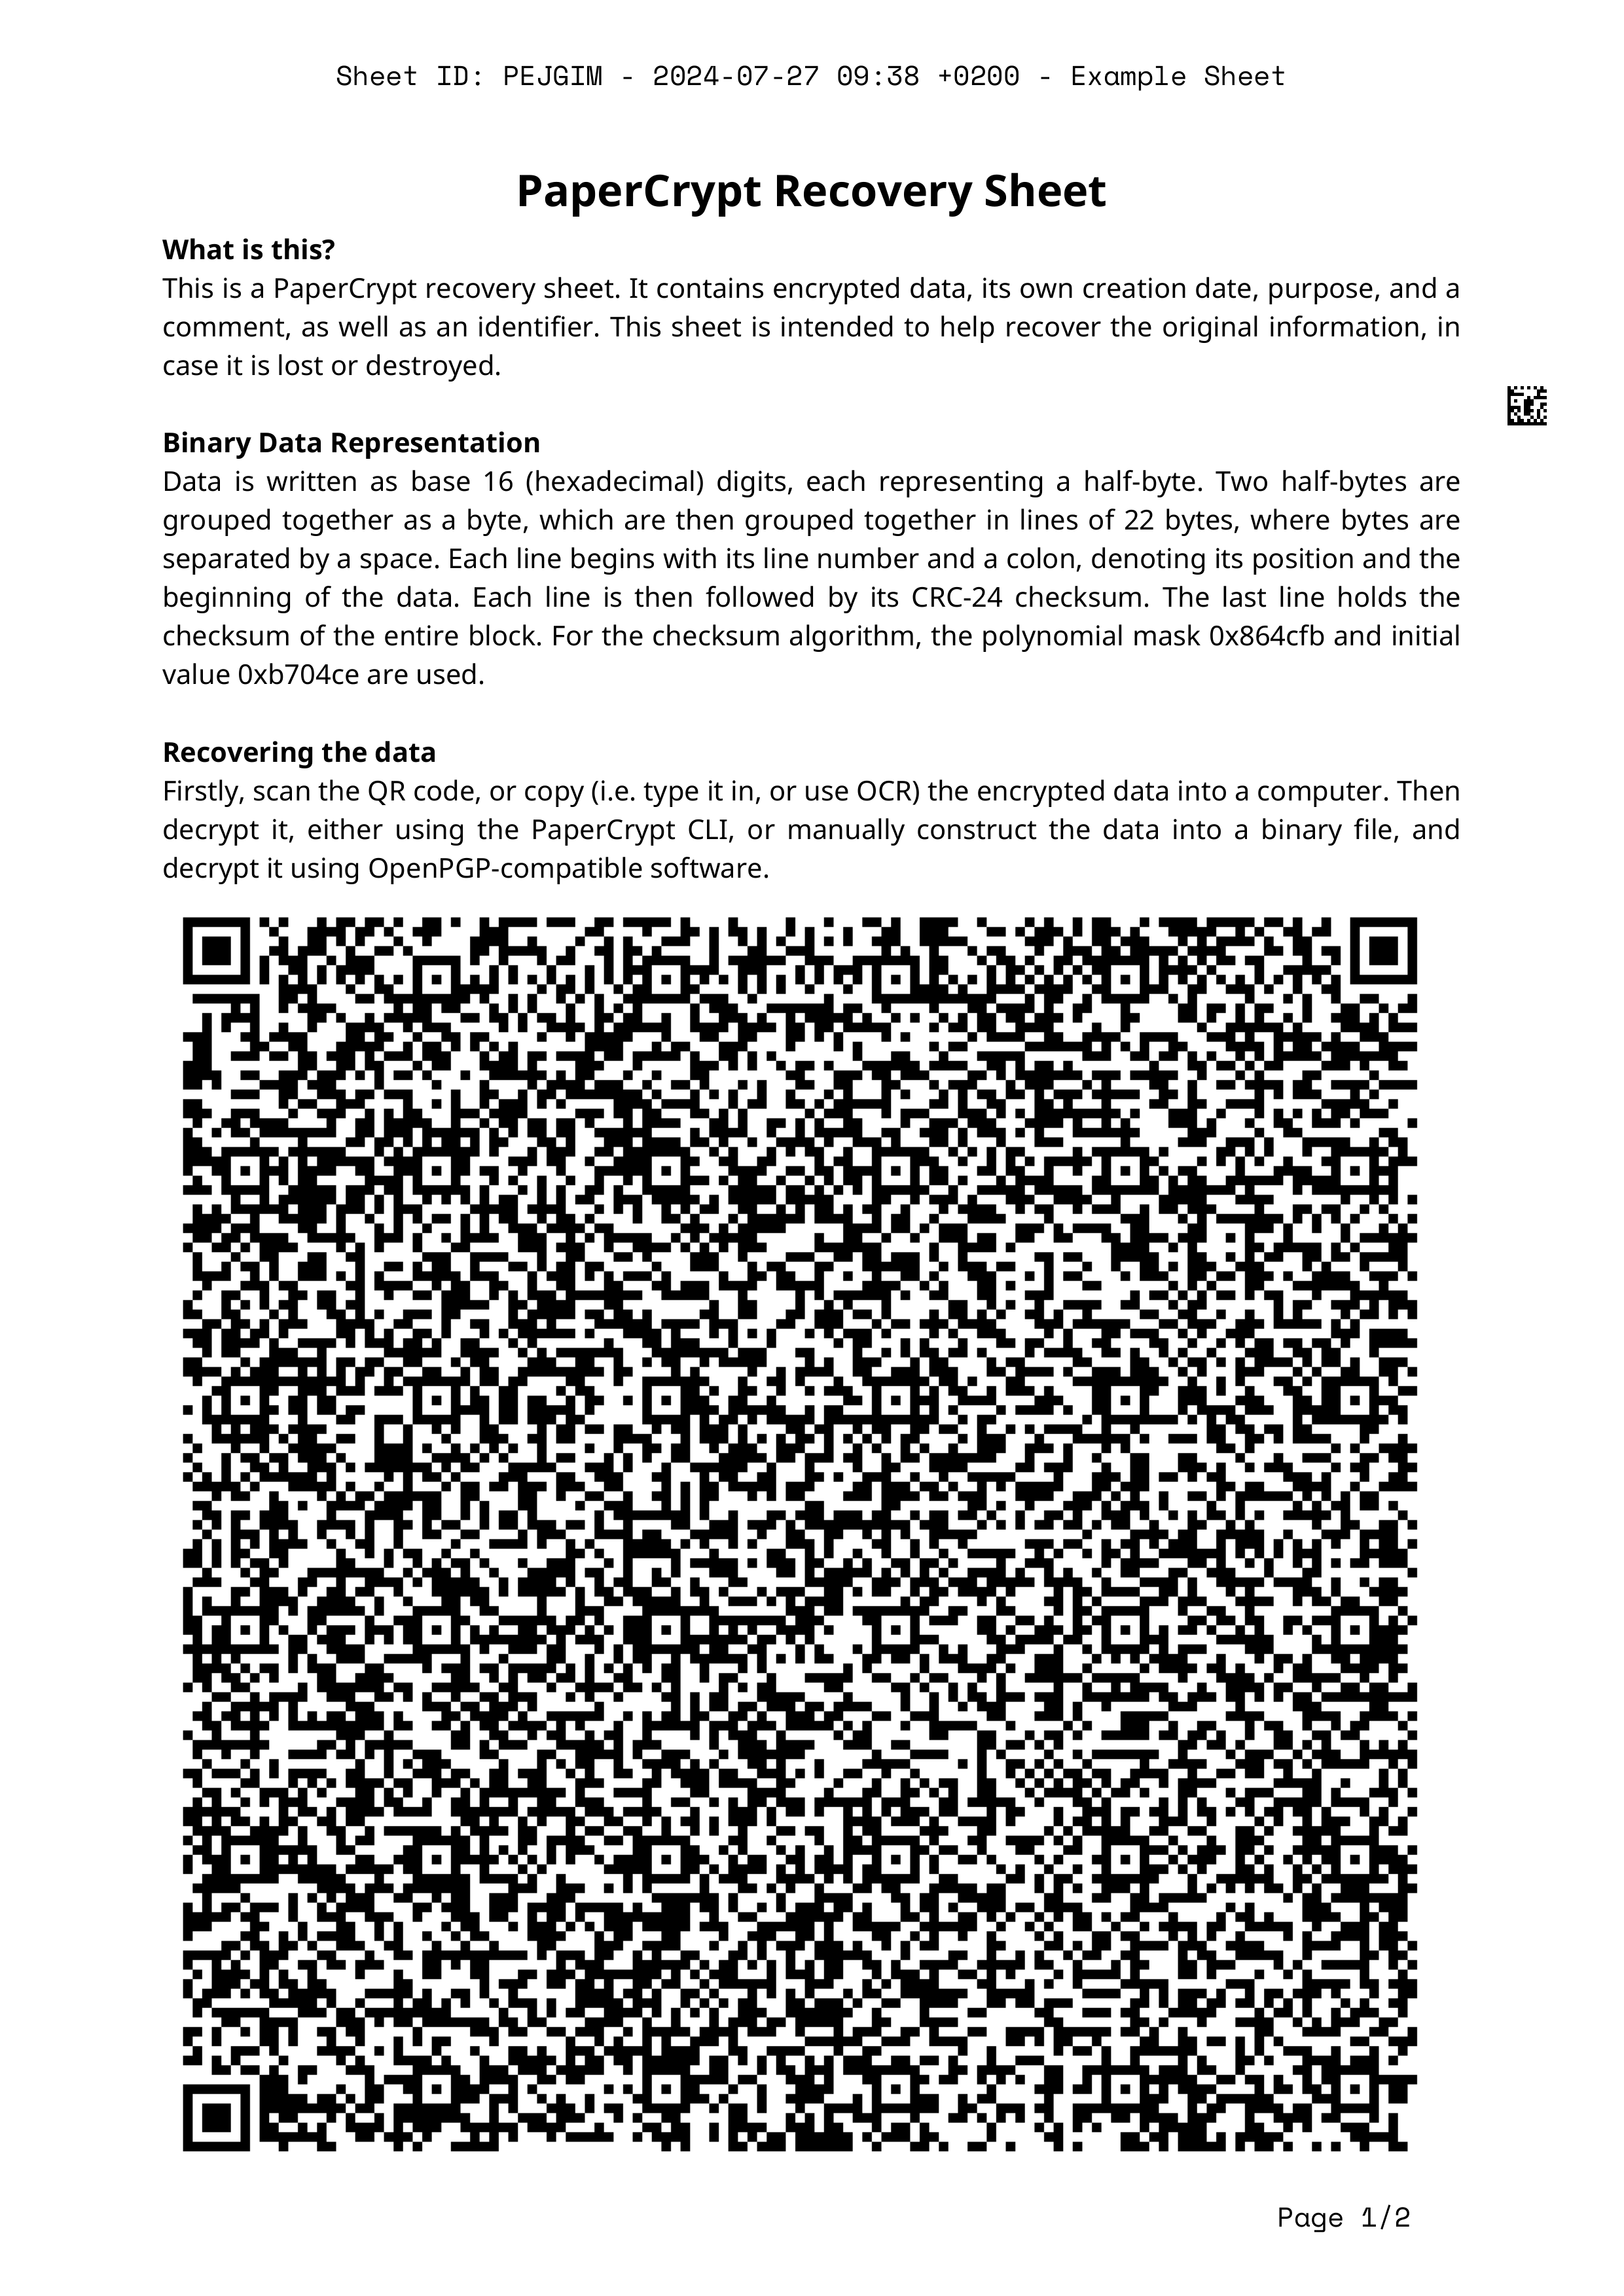 Sheet ID: PEJGIM - 2024-07-27 09:38 +0200 - Example Sheet
PaperCrypt Recovery Sheet
What is this?
This is a PaperCrypt recovery sheet. It contains encrypted data, its own creation date, purpose, and a
comment, as well as an identifier. This sheet is intended to help recover the original information, in
case it is lost or destroyed.
Binary Data Representation
Data is written as base 16 (hexadecimal) digits, each representing a half-byte. Two half-bytes are
grouped together as a byte, which are then grouped together in lines of 22 bytes, where bytes are
separated by a space. Each line begins with its line number and a colon, denoting its position and the
beginning of the data. Each line is then followed by its CRC-24 checksum. The last line holds the
checksum of the entire block. For the checksum algorithm, the polynomial mask 0x864cfb and initial
value 0xb704ce are used.
Recovering the data
Firstly, scan the QR code, or copy (i.e. type it in, or use OCR) the encrypted data into a computer. Then
decrypt it, either using the PaperCrypt CLI, or manually construct the data into a binary file, and
decrypt it using OpenPGP-compatible software.
Page 1/2